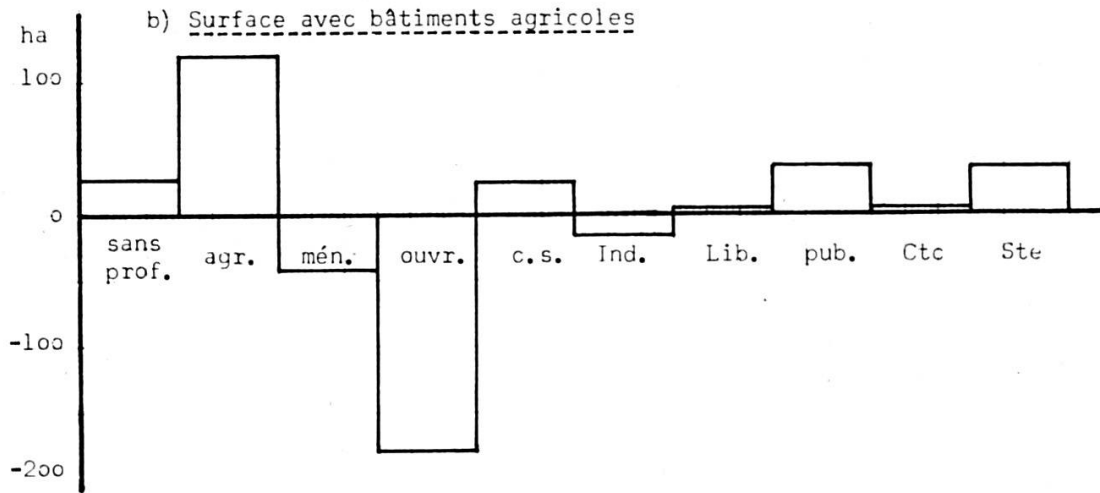 b) Surface avec bâtiments agricoles
ha
100
0
sans prof. agr. mén. ouvr. c.s. Ind. Lib. pub. Ctc Ste
-100
-200